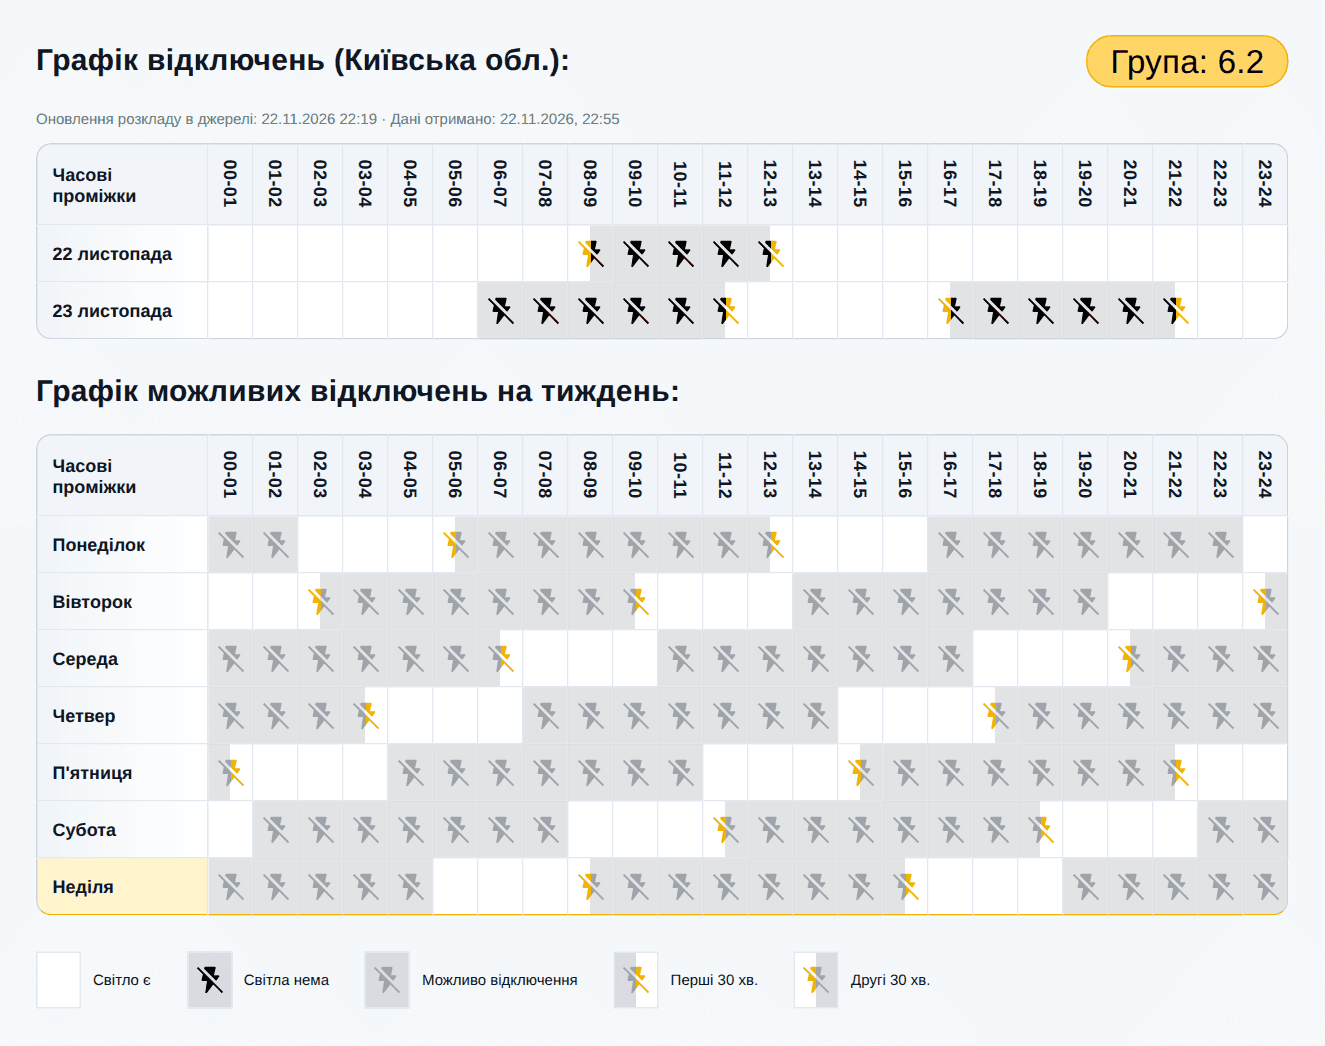 Графік відключень (Київська обл.):
Група: 6.2
Оновлення розкладу в джерелі: 22.11.2026 22:19 · Дані отримано: 22.11.2026, 22:55
Часові проміжки 00-01 01-02 02-03 03-04 04-05 05-06 06-07 07-08 08-09 09-10 10-11 11-12 12-13 13-14 14-15 15-16 16-17 17-18 18-19 19-20 20-21 21-22 22-23 23-24
22 листопада
23 листопада
Графік можливих відключень на тиждень:
Часові проміжки 00-01 01-02 02-03 03-04 04-05 05-06 06-07 07-08 08-09 09-10 10-11 11-12 12-13 13-14 14-15 15-16 16-17 17-18 18-19 19-20 20-21 21-22 22-23 23-24
Понеділок
Вівторок
Середа
Четвер
П'ятниця
Субота
Неділя
Світло є Світла нема Можливо відключення Перші 30 хв. Другі 30 хв.